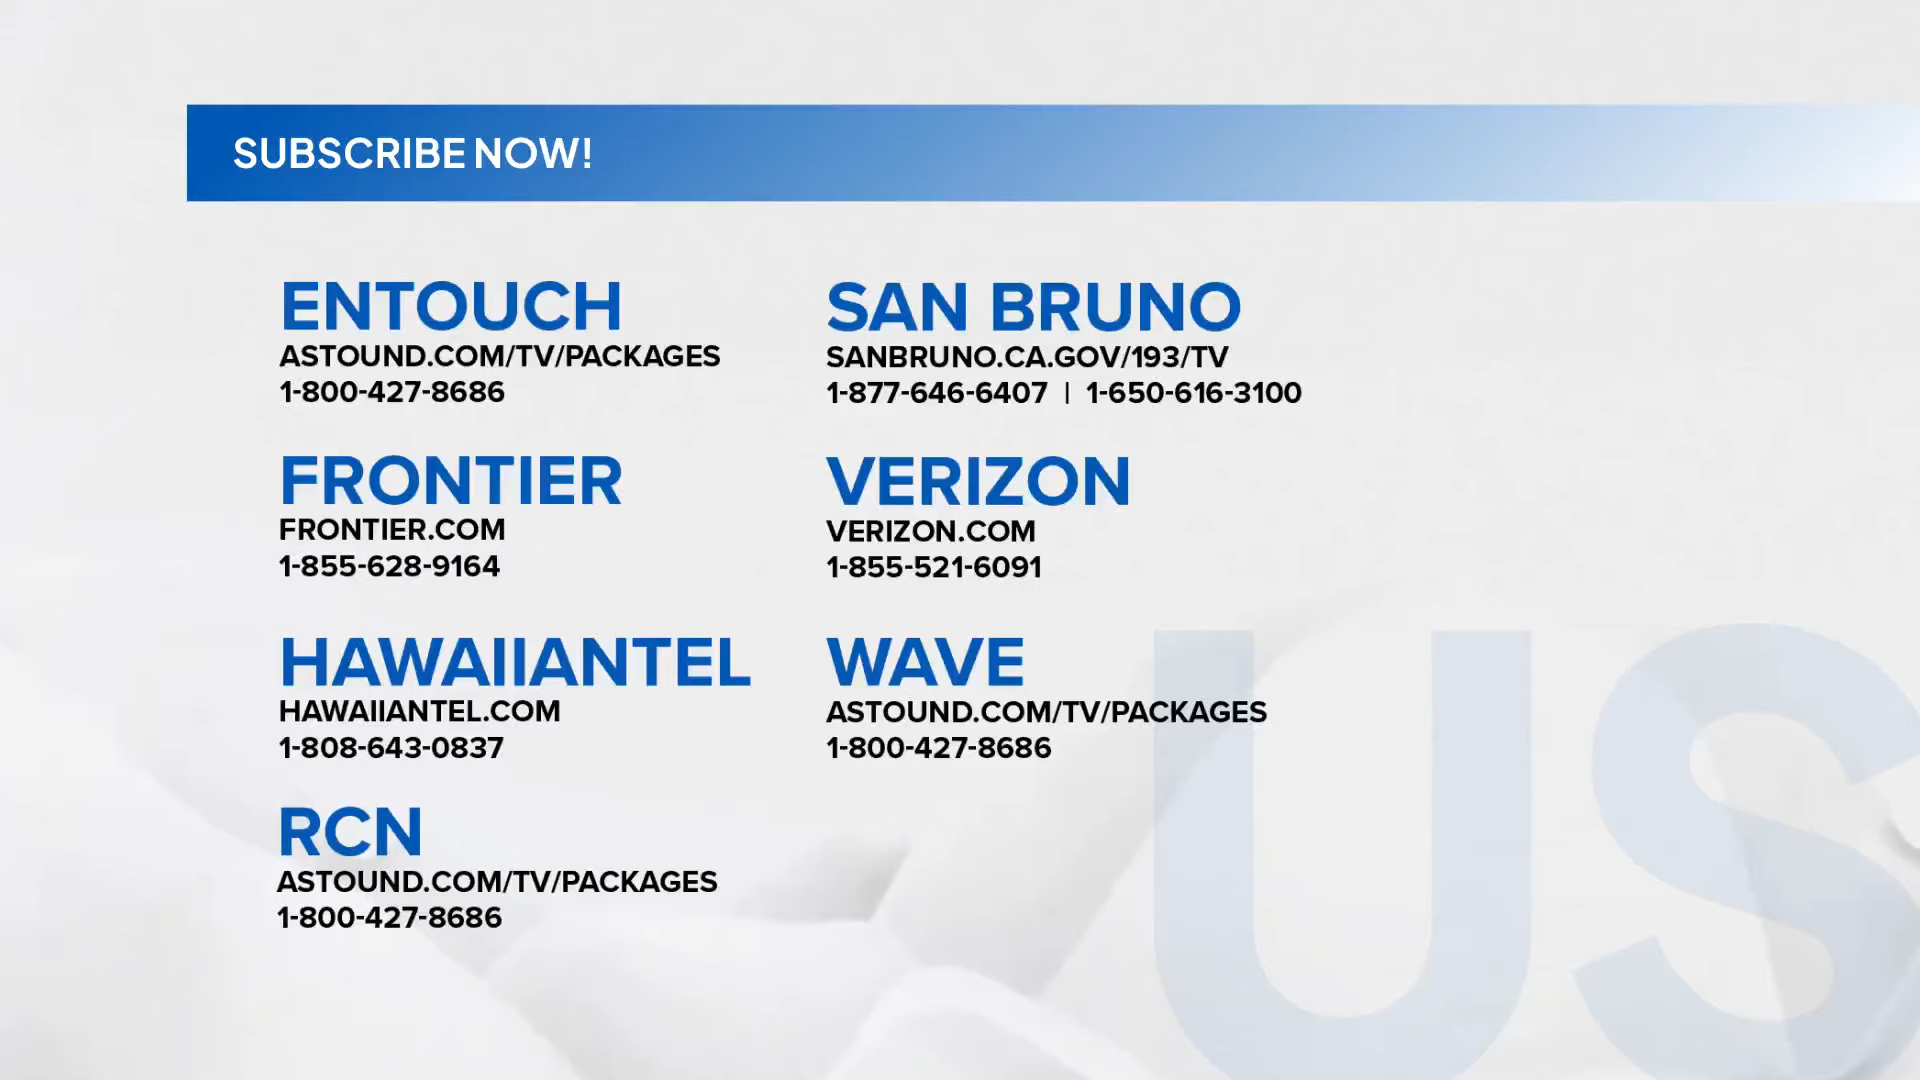 SUBSCRIBE NOW!
ENTOUCH
ASTOUND.COM/TV/PACKAGES
1-800-427-8686
FRONTIER
FRONTIER.COM
1-855-628-9164
HAWAIIANTEL
HAWAIIANTEL.COM
1-808-643-0837
RCN
ASTOUND.COM/TV/PACKAGES
1-800-427-8686
SAN BRUNO
SANBRUNO.CA.GOV/193/TV
1-877-646-6407 | 1-650-616-3100
VERIZON
VERIZON.COM
1-855-521-6091
WAVE
ASTOUND.COM/TV/PACKAGES
1-800-427-8686
US